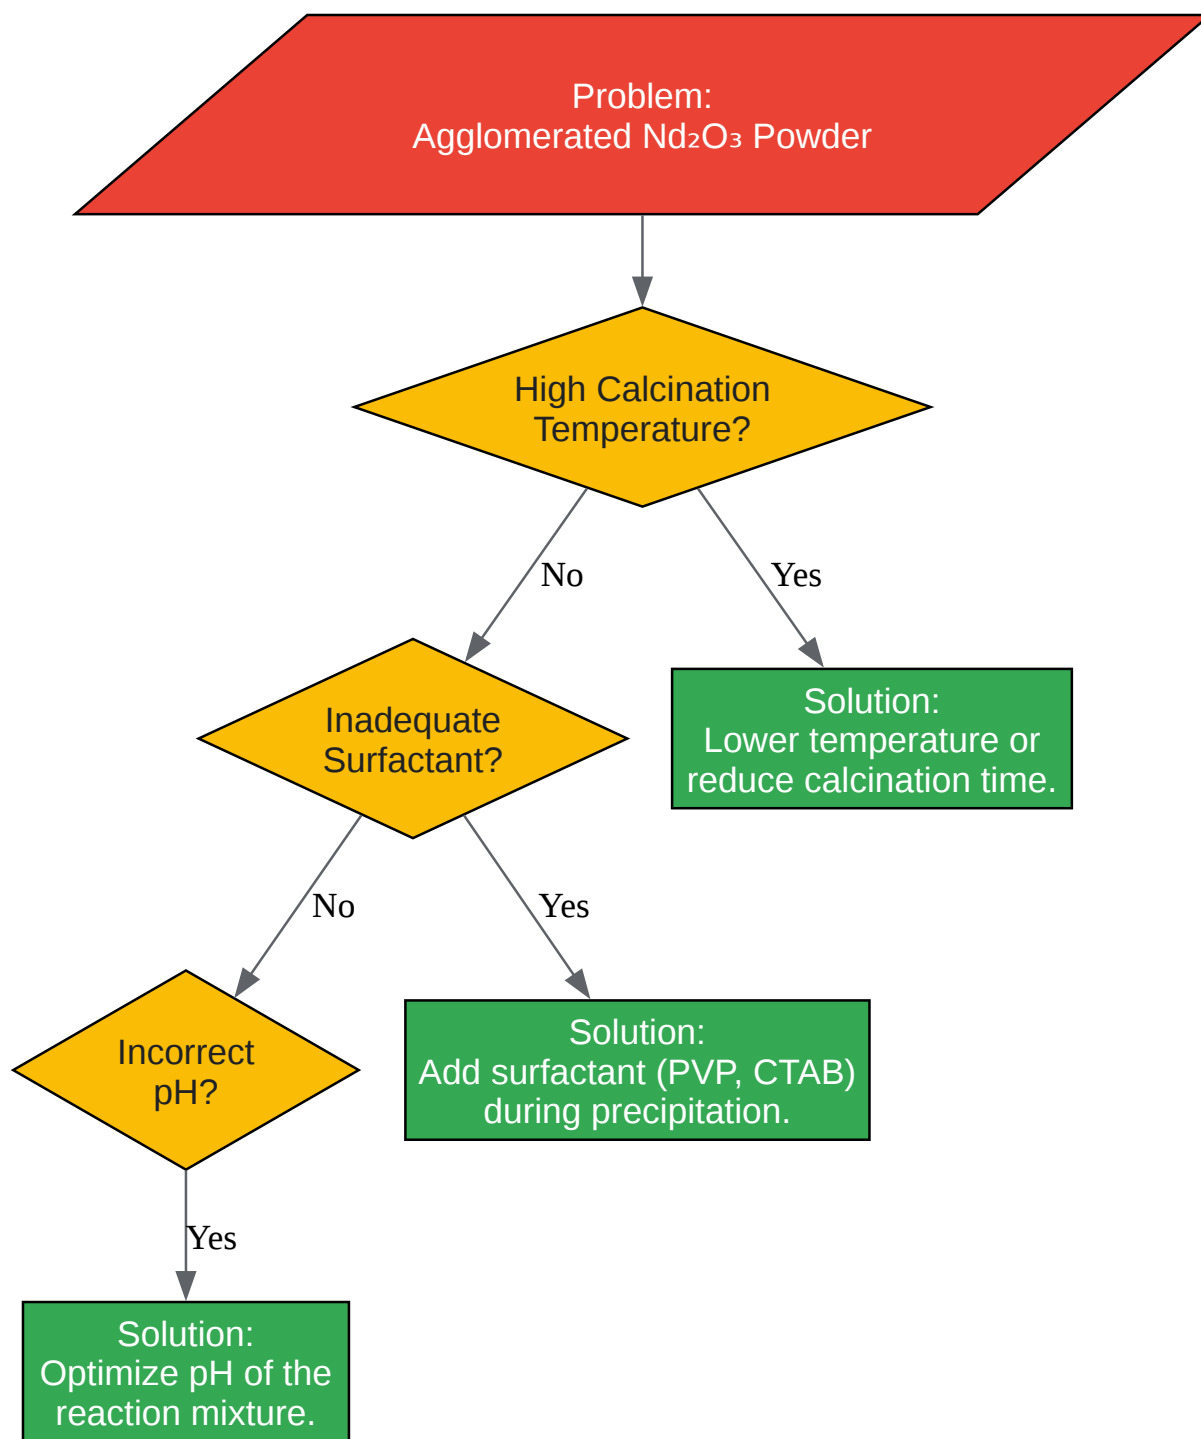 Problem:
Agglomerated Nd₂O₃ Powder
High Calcination
Temperature?
No
Yes
Inadequate
Surfactant?
Solution:
Lower temperature or
reduce calcination time.
No
Yes
Incorrect
pH?
Solution:
Add surfactant (PVP, CTAB)
during precipitation.
Yes
Solution:
Optimize pH of the
reaction mixture.